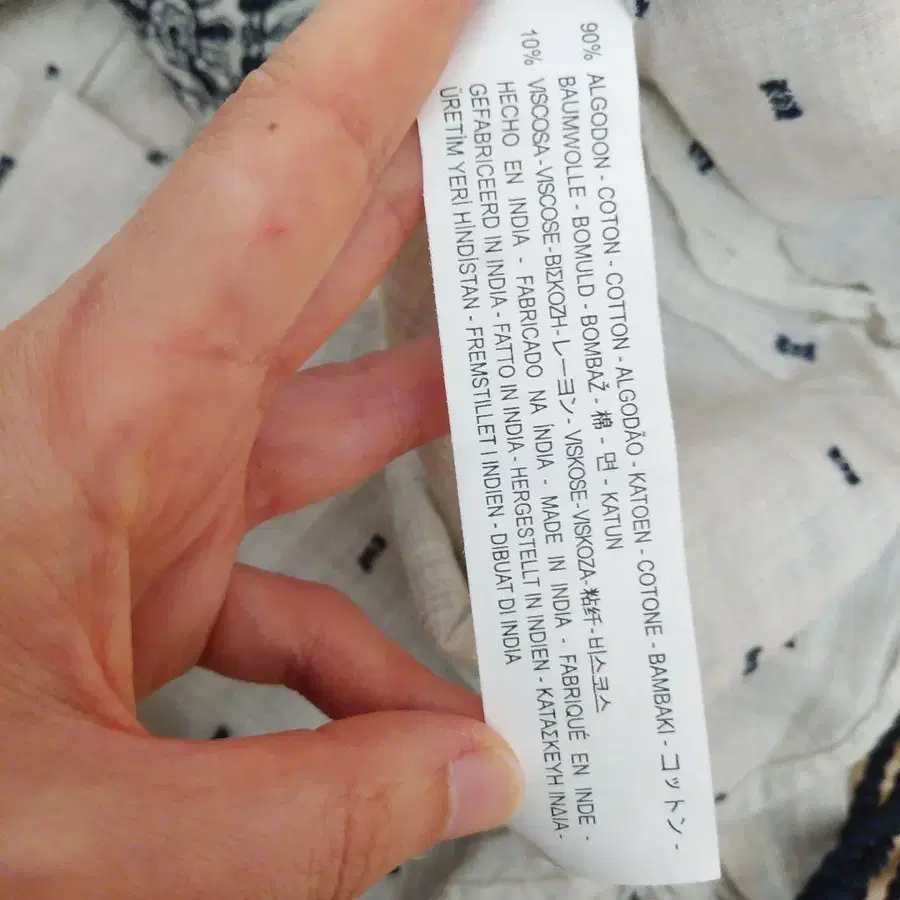 90% ALGODON - COTON - COTTON - ALGODÃO - KATOEN - COTONE - BAMBAKI - コットン -
BAUMWOLLE - BOMULD - BOMBAŽ - 棉 - 면 - KATUN
10% VISCOSA -VISCOSE-ΒΙΣΚΟΖΗ-レーヨン- VISKOSE-VISKOZA-粘纤-비스코스
HECHO EN INDIA - FABRICADO NA ÍNDIA - MADE IN INDIA - FABRIQUÉ EN INDE -
GEFABRICEERD IN INDIA - FATTO IN INDIA - HERGESTELLT IN INDIEN - ΚΑΤΑΣΚΕΥΗ ΙΝΔΙΑ -
ÜRETİM YERİ HİNDİSTAN - FREMSTILLET I INDIEN - DIBUAT DI INDIA